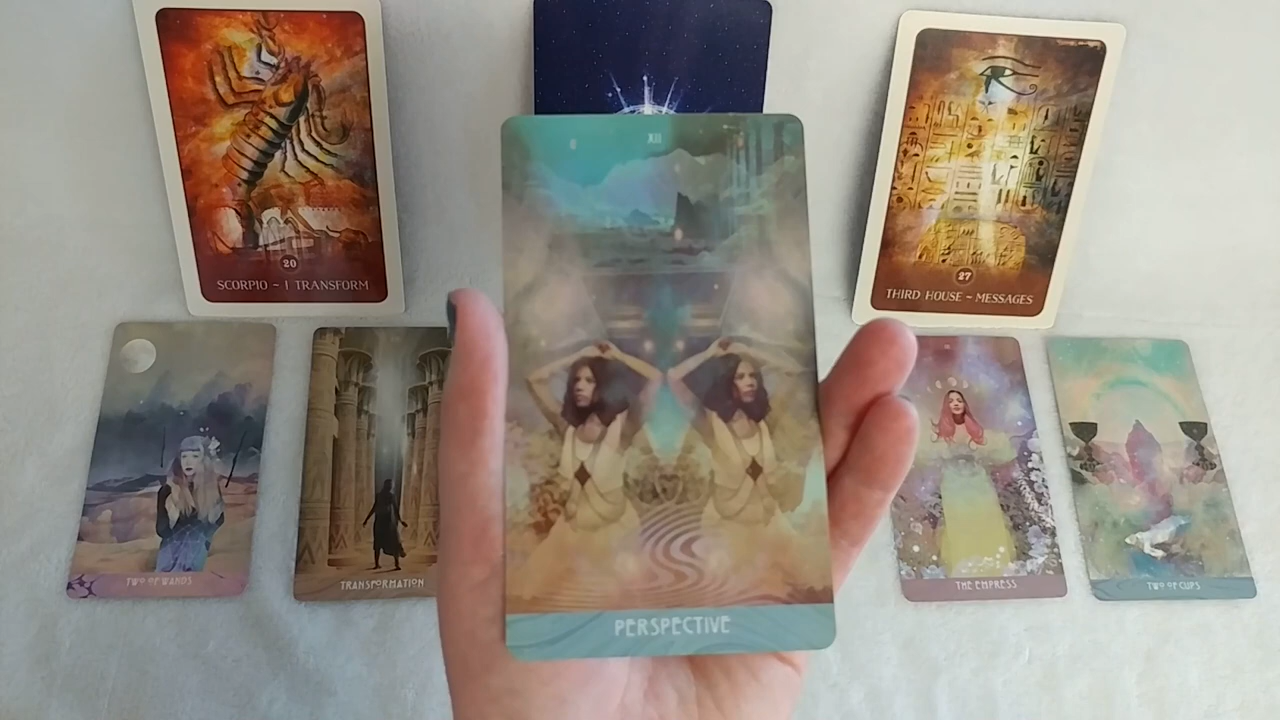 20
SCORPIO ~ I TRANSFORM
27
THIRD HOUSE ~ MESSAGES
XII
PERSPECTIVE
TWO OF WANDS
TRANSFORMATION
THE EMPRESS
TWO OF CUPS